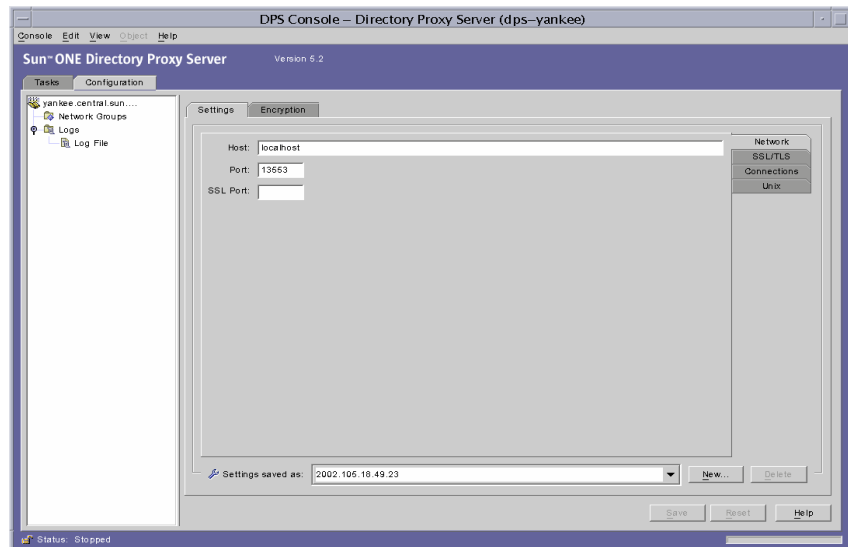 DPS Console – Directory Proxy Server (dps–yankee)
Console Edit View Object Help
Sun™ONE Directory Proxy Server Version 5.2
Tasks Configuration
yankee.central.sun....
Network Groups
Logs
Log File
Settings Encryption
Host: localhost
Port: 13553
SSL Port:
Network
SSL/TLS
Connections
Unix
Settings saved as: 2002.105.18.49.23 New... Delete
Save Reset Help
Status: Stopped